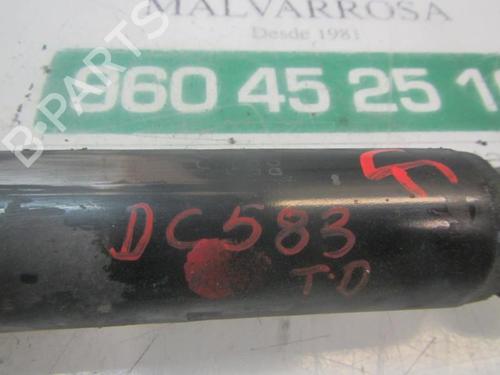 MALVARROSA
Desde 1981
960 45 25 1
B-PARTS
DC583
T.D